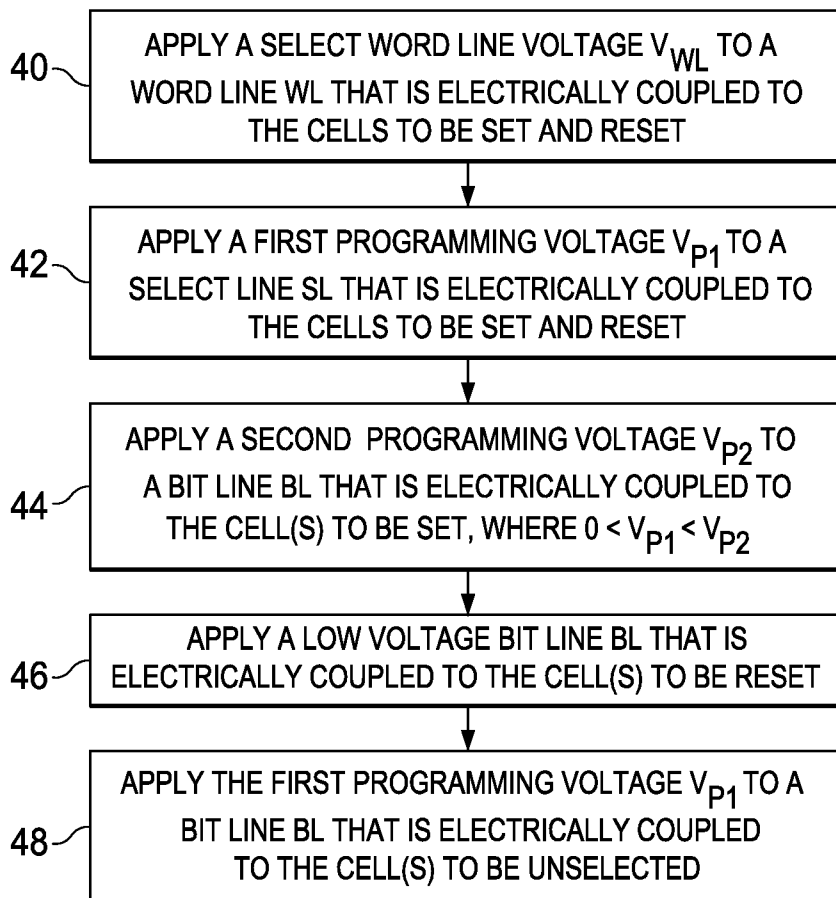 40
APPLY A SELECT WORD LINE VOLTAGE VWL TO A
WORD LINE WL THAT IS ELECTRICALLY COUPLED TO
THE CELLS TO BE SET AND RESET
42
APPLY A FIRST PROGRAMMING VOLTAGE VP1 TO A
SELECT LINE SL THAT IS ELECTRICALLY COUPLED TO
THE CELLS TO BE SET AND RESET
44
APPLY A SECOND PROGRAMMING VOLTAGE VP2 TO
A BIT LINE BL THAT IS ELECTRICALLY COUPLED TO
THE CELL(S) TO BE SET, WHERE 0 < VP1 < VP2
46
APPLY A LOW VOLTAGE BIT LINE BL THAT IS
ELECTRICALLY COUPLED TO THE CELL(S) TO BE RESET
48
APPLY THE FIRST PROGRAMMING VOLTAGE VP1 TO A
BIT LINE BL THAT IS ELECTRICALLY COUPLED
TO THE CELL(S) TO BE UNSELECTED